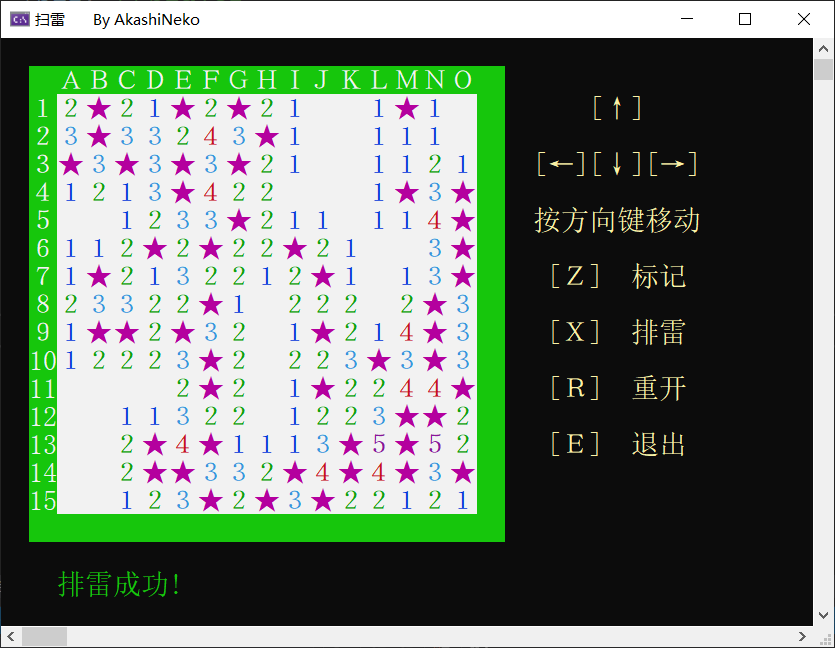 扫雷 By AkashiNeko
A B C D E F G H I J K L M N O
1 2 ★ 2 1 ★ 2 ★ 2 1 1 ★ 1
[↑]
2 3 ★ 3 3 2 4 3 ★ 1 1 1 1
3 ★ 3 ★ 3 ★ 3 ★ 2 1 1 1 2 1
[←][↓][→]
4 1 2 1 3 ★ 4 2 2 1 ★ 3 ★
5 1 2 3 3 ★ 2 1 1 1 1 4 ★
按方向键移动
6 1 1 2 ★ 2 ★ 2 2 ★ 2 1 3 ★
7 1 ★ 2 1 3 2 2 1 2 ★ 1 1 3 ★
[Z] 标记
8 2 3 3 2 2 ★ 1 2 2 2 2 ★ 3
9 1 ★ ★ 2 ★ 3 2 1 ★ 2 1 4 ★ 3
[X] 排雷
10 1 2 2 2 3 ★ 2 2 2 3 ★ 3 ★ 3
11 2 ★ 2 1 ★ 2 2 4 4 ★
[R] 重开
12 1 1 3 2 2 1 2 2 3 ★ ★ 2
13 2 ★ 4 ★ 1 1 1 3 ★ 5 ★ 5 2
[E] 退出
14 2 ★ ★ 3 3 2 ★ 4 ★ 4 ★ 3 ★
15 1 2 3 ★ 2 ★ 3 ★ 2 2 1 2 1
排雷成功!